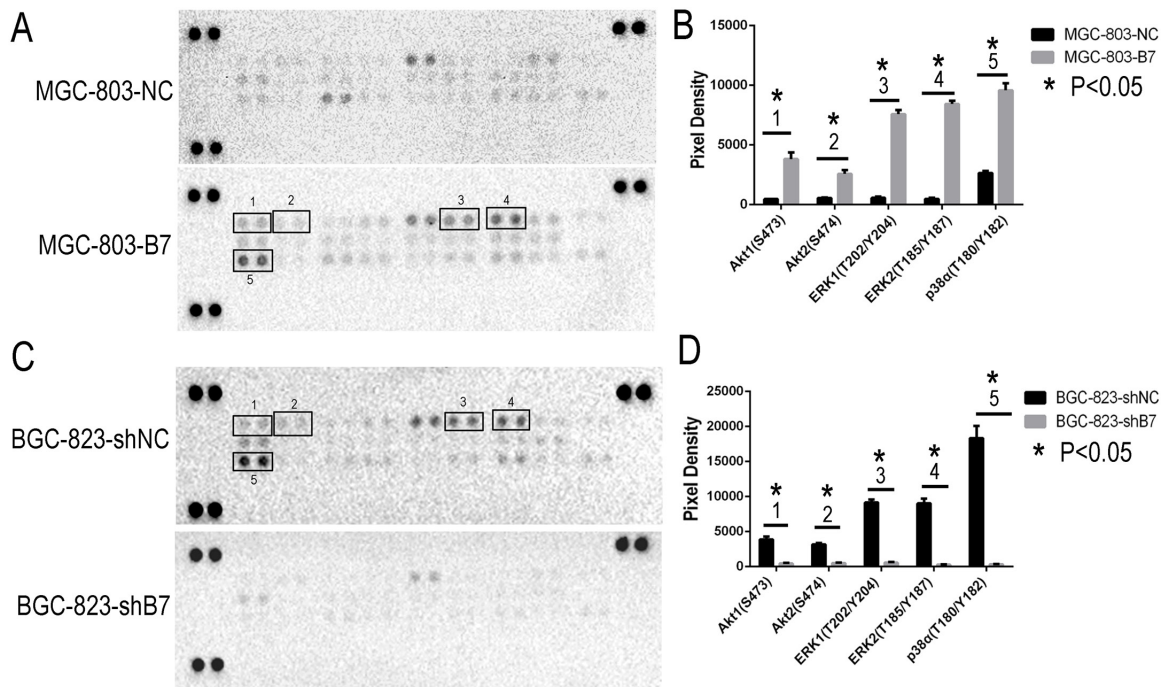 A
MGC-803-NC
MGC-803-B7
1
2
3
4
5
B
15000
10000
5000
0
Pixel Density
*
1
*
2
*
3
*
4
*
5
MGC-803-NC
MGC-803-B7
* P<0.05
Akt1(S473)
Akt2(S474)
ERK1(T202/Y204)
ERK2(T185/Y187)
p38α(T180/Y182)
C
BGC-823-shNC
BGC-823-shB7
1
2
3
4
5
D
25000
20000
15000
10000
5000
0
Pixel Density
*
1
*
2
*
3
*
4
*
5
BGC-823-shNC
BGC-823-shB7
* P<0.05
Akt1(S473)
Akt2(S474)
ERK1(T202/Y204)
ERK2(T185/Y187)
p38α(T180/Y182)